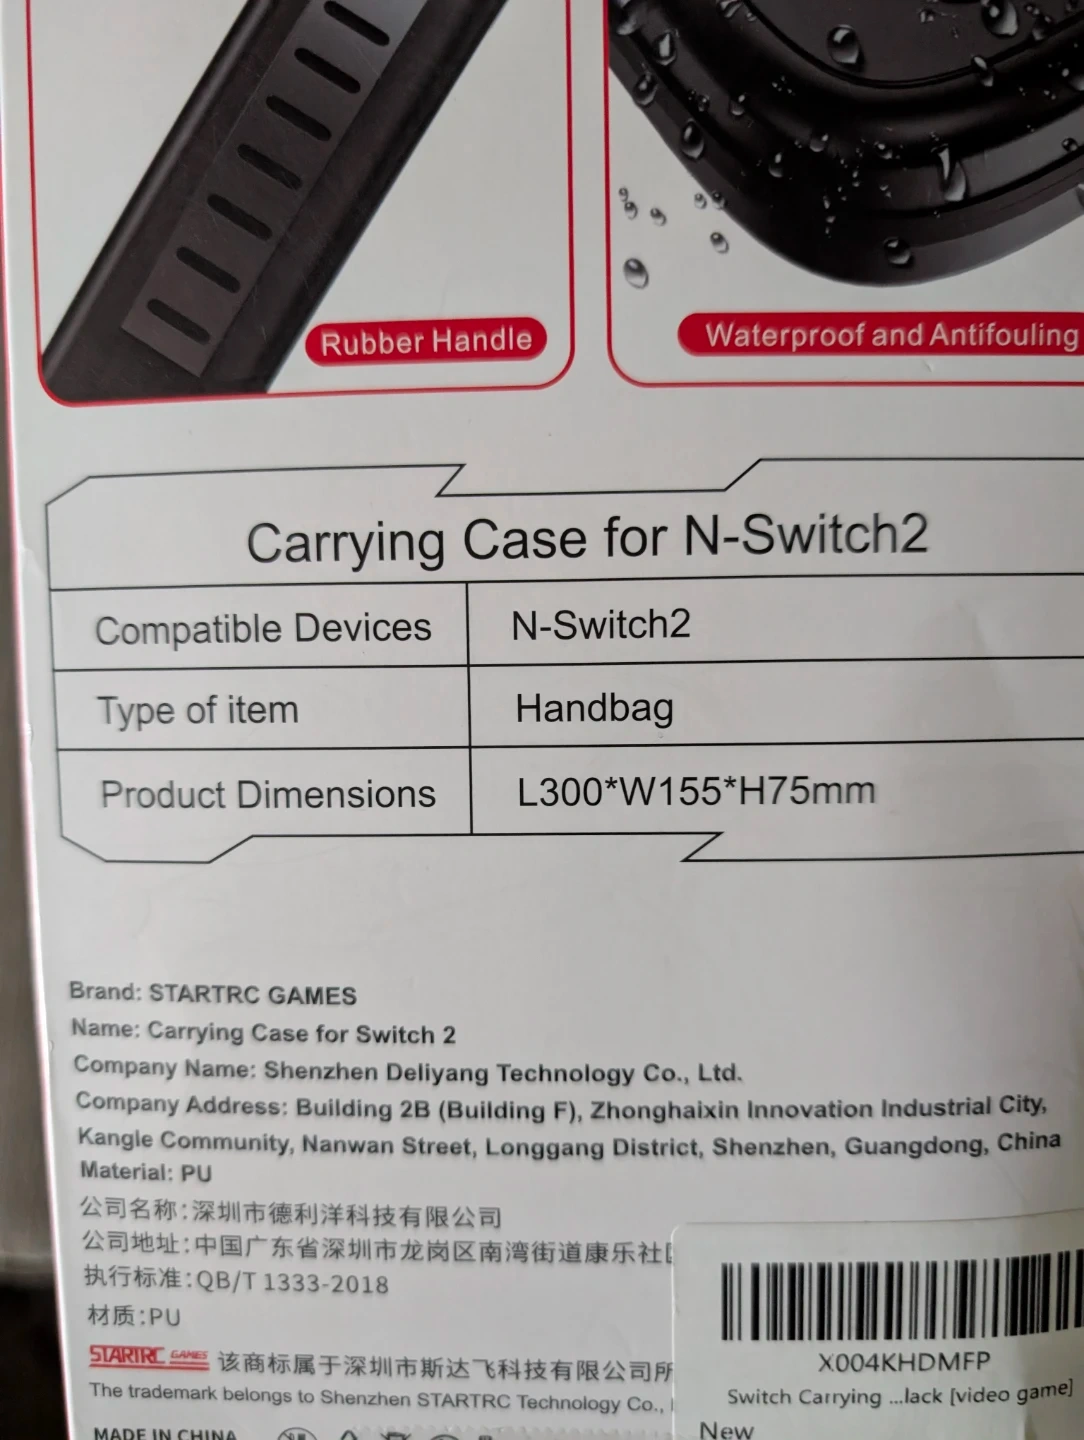 Rubber Handle
Waterproof and Antifouling
Carrying Case for N-Switch2
Compatible Devices N-Switch2
Type of item Handbag
Product Dimensions L300*W155*H75mm
Brand: STARTRC GAMES
Name: Carrying Case for Switch 2
Company Name: Shenzhen Deliyang Technology Co., Ltd.
Company Address: Building 2B (Building F), Zhonghaixin Innovation Industrial City,
Kangle Community, Nanwan Street, Longgang District, Shenzhen, Guangdong, China
Material: PU
公司名称:深圳市德利洋科技有限公司
公司地址:中国广东省深圳市龙岗区南湾街道康乐社
执行标准:QB/T 1333-2018
材质:PU
STARTRC GAMES 该商标属于深圳市斯达飞科技有限公司所
The trademark belongs to Shenzhen STARTRC Technology Co.,
MADE IN CHINA
X004KHDMFP
Switch Carrying ...lack [video game]
New